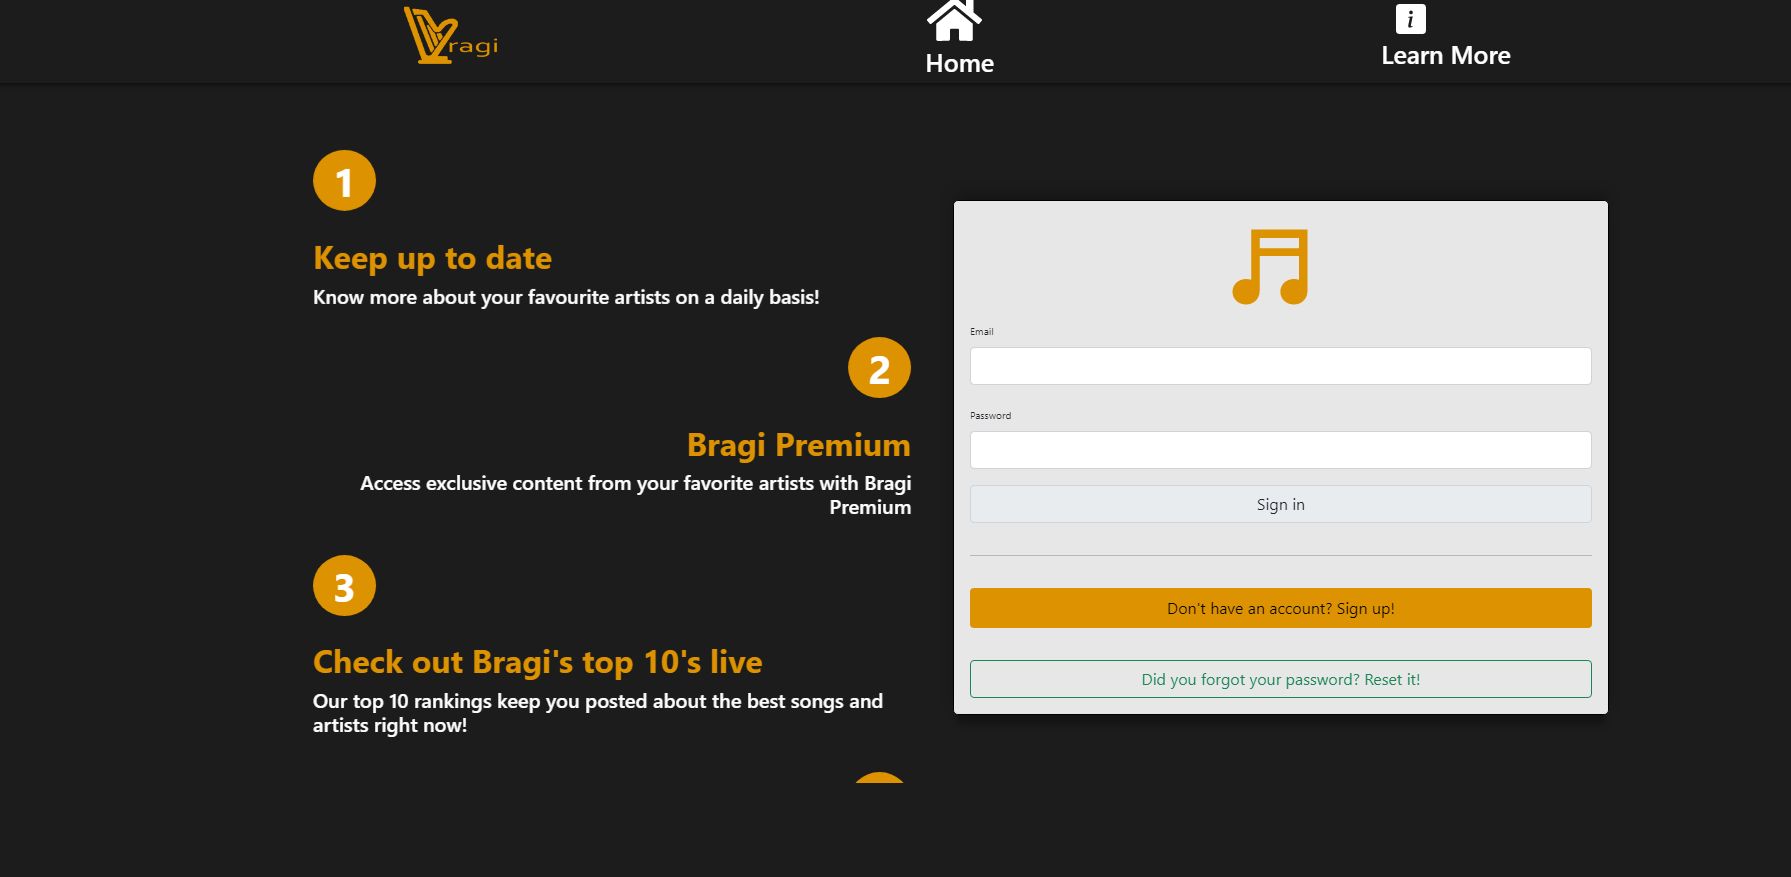 ragi
Home
Learn More
1
Keep up to date
Know more about your favourite artists on a daily basis!
2
Bragi Premium
Access exclusive content from your favorite artists with Bragi
Premium
3
Check out Bragi's top 10's live
Our top 10 rankings keep you posted about the best songs and
artists right now!
Email
Password
Sign in
Don't have an account? Sign up!
Did you forgot your password? Reset it!